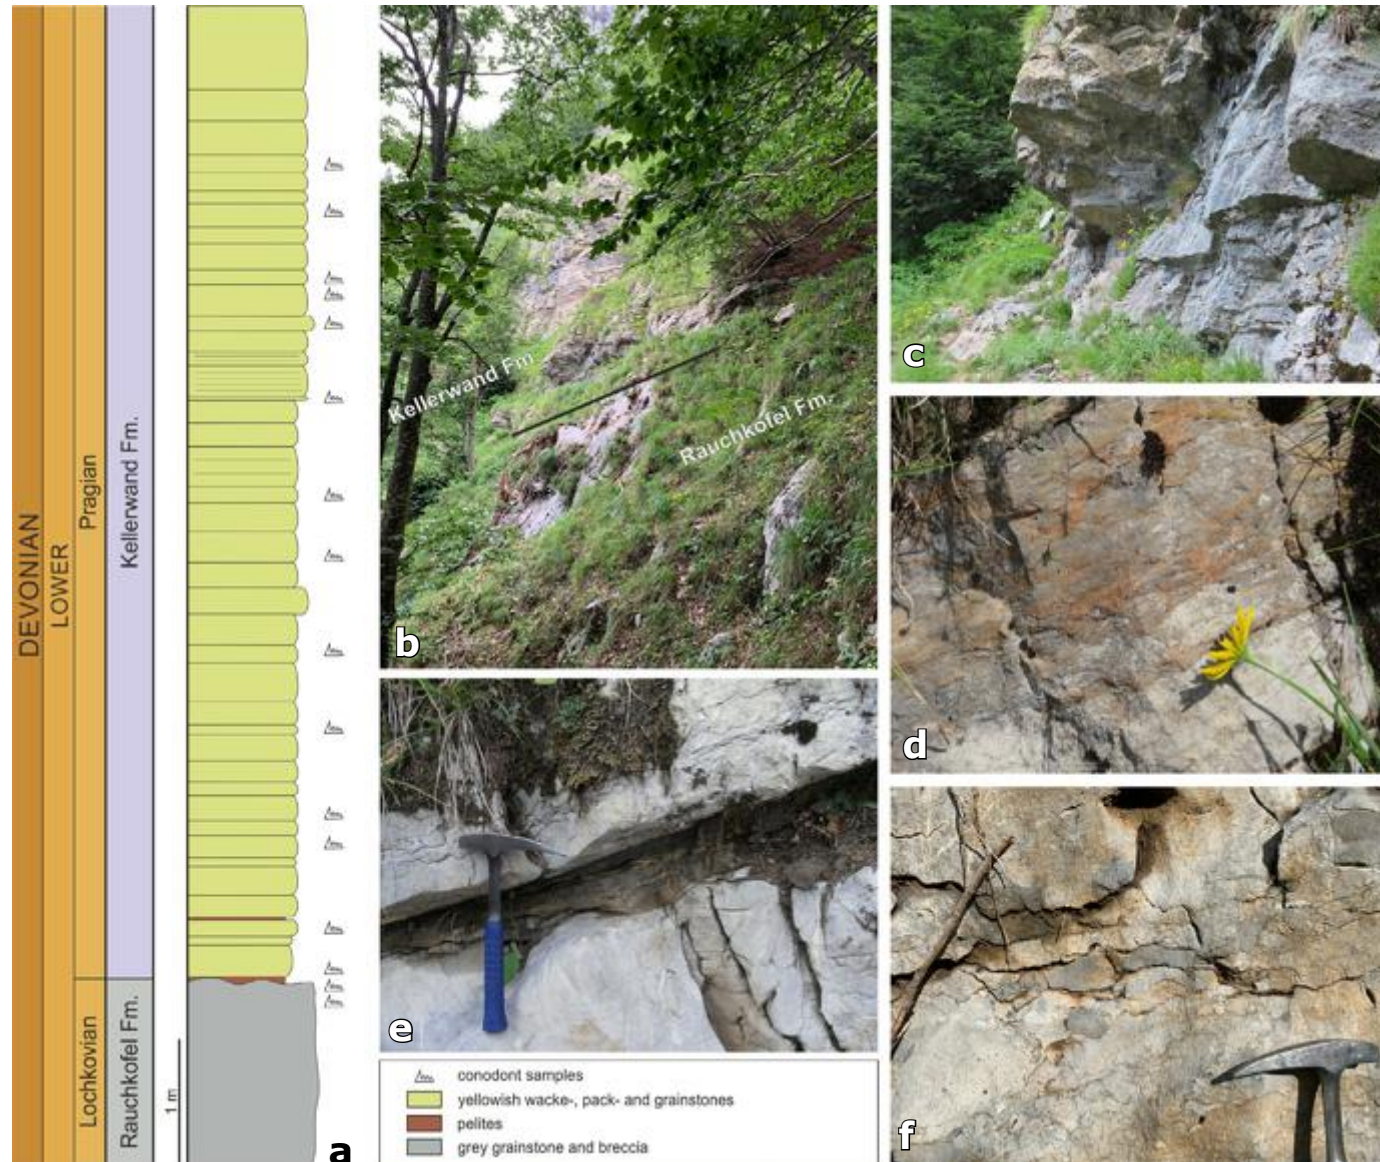 DEVONIAN
LOWER
Pragian
Lochkovian
Kellerwand Fm.
Rauchkofel Fm.
1 m
a
Kellerwand Fm.
Rauchkofel Fm.
b
c
d
e
f
conodont samples
yellowish wacke-, pack- and grainstones
pelites
grey grainstone and breccia